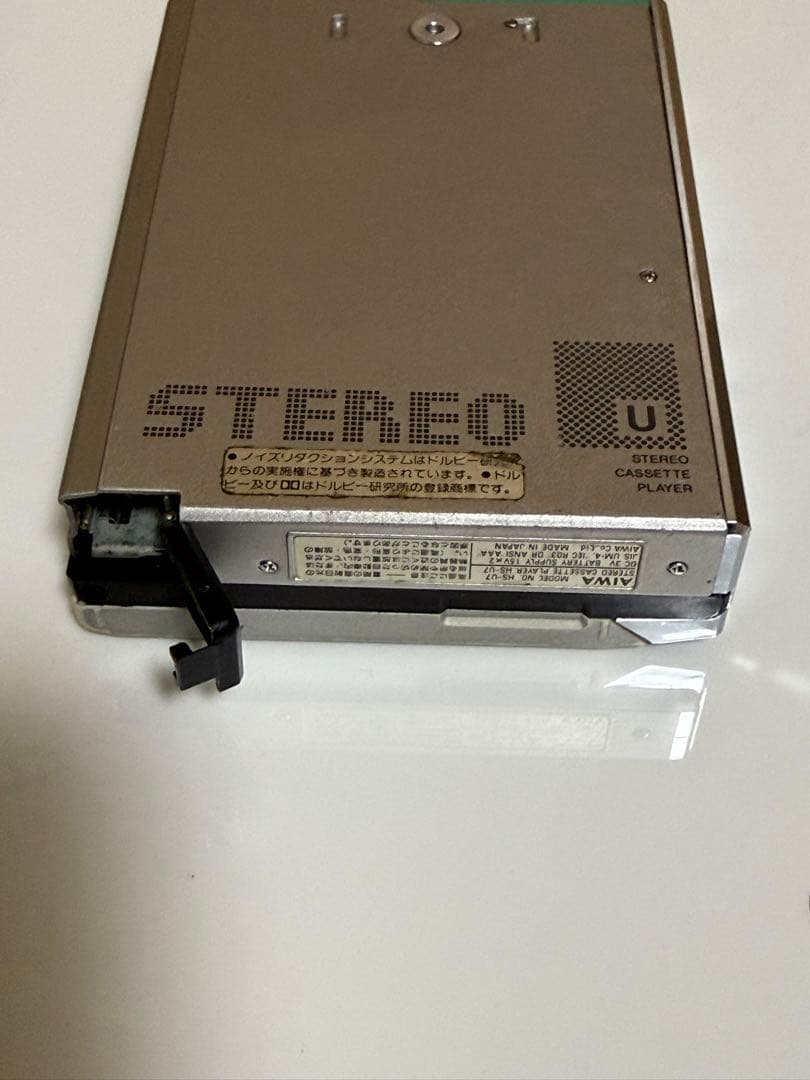 STEREO
U
STEREO
CASSETTE
PLAYER
●ノイズリダクションシステムはドルビー研究所
からの実施権に基づき製造されています。●ドル
ビー及びDDはドルビー研究所の登録商標です。
AIWA
MODEL NO. HS-U7
STEREO CASSETTE PLAYER HS-U7
DC 3V BATTERY SUPPLY 1.5V×2
JIS UM-4, IEC R03 OR ANSI AAA
AIWA Co.,Ltd. MADE IN JAPAN